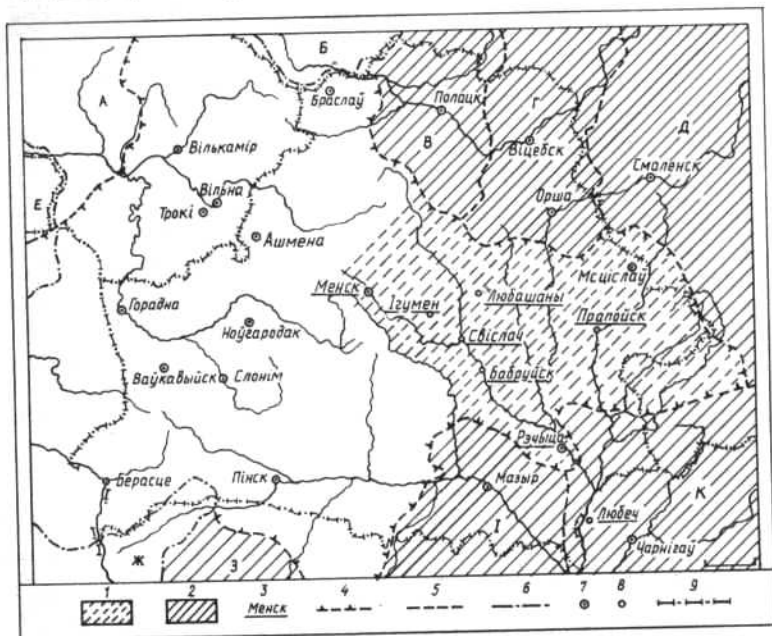 А
Б
Браслаў
Полацк
Г
Д
В
Віцебск
Вількамір
Смаленск
Вільна
Трокі
Е
Орша
Ашмена
Мсціслаў
Менск
Ігумен
Любашаны
Прапойск
Горадна
Ноўгародак
Свіслач
Ваўкавыйск
Слонім
Бабруйск
Рэчыца
Берасце
Пінск
Мазыр
К
Любеч
І
Чарнігаў
Ж
З
1 2 3 4 5 6 7 8 9
Менск